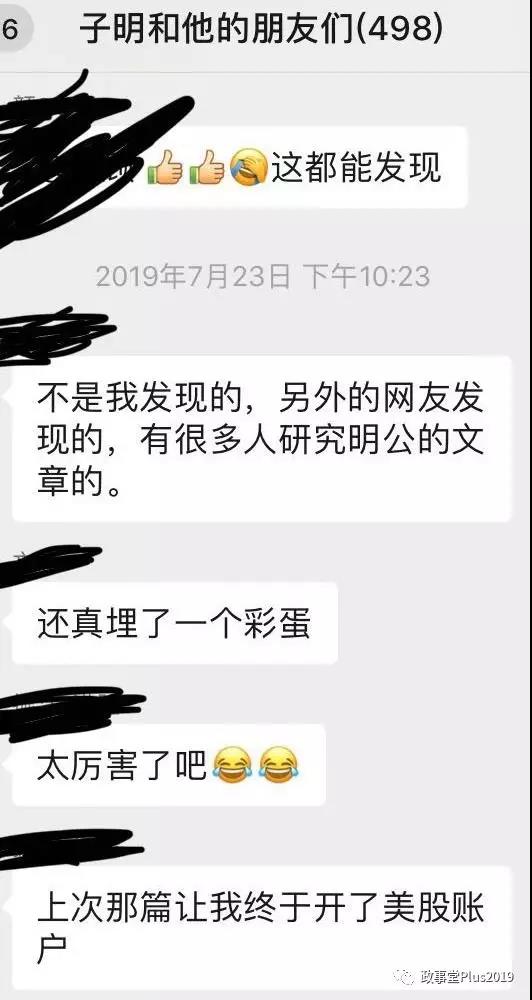 6
子明和他的朋友们(498)
这都能发现
2019年7月23日 下午10:23
不是我发现的，另外的网友发
现的，有很多人研究明公的文
章的。
还真埋了一个彩蛋
太厉害了吧
上次那篇让我终于开了美股账
户
政事堂Plus2019